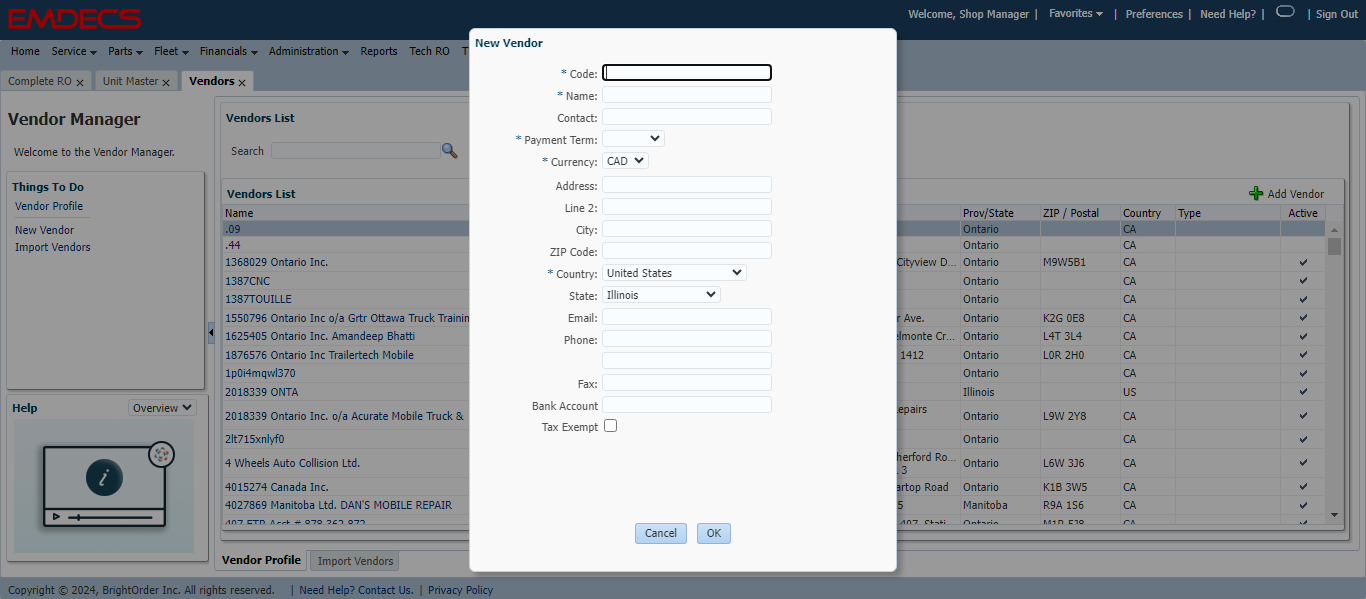 EMDECS
Welcome, Shop Manager | Favorites | Preferences | Need Help? | | Sign Out
Home Service Parts Fleet Financials Administration Reports Tech RO
Complete RO x Unit Master x Vendors x
Vendor Manager
Welcome to the Vendor Manager.
Things To Do
Vendor Profile
New Vendor
Import Vendors
Help Overview
i
Vendors List
Search
Vendors List
Add Vendor
Name Prov/State ZIP / Postal Country Type Active
.09 Ontario CA
.44 Ontario CA
1368029 Ontario Inc. Cityview D... Ontario M9W5B1 CA
1387CNC Ontario CA
1387TOUILLE Ontario CA
1550796 Ontario Inc o/a Grtr Ottawa Truck Trainin r Ave. Ontario K2G 0E8 CA
1625405 Ontario Inc. Amandeep Bhatti elmonte Cr... Ontario L4T 3L4 CA
1876576 Ontario Inc Trailertech Mobile 1412 Ontario L0R 2H0 CA
1p0i4mqwl370 Ontario CA
2018339 ONTA Illinois US
2018339 Ontario Inc. o/a Acurate Mobile Truck & epairs Ontario L9W 2Y8 CA
2lt715xnlyf0 Ontario CA
4 Wheels Auto Collision Ltd. herford Ro... 3 Ontario L6W 3J6 CA
4015274 Canada Inc. artop Road Ontario K1B 3W5 CA
4027869 Manitoba Ltd. DAN'S MOBILE REPAIR 5 Manitoba R9A 1S6 CA
407 ETR Acct # 878 362 872 407, Stati Ontario M1R 5J8 CA
Vendor Profile Import Vendors
New Vendor
* Code:
* Name:
Contact:
* Payment Term:
* Currency: CAD
Address:
Line 2:
City:
ZIP Code:
* Country: United States
State: Illinois
Email:
Phone:
Fax:
Bank Account
Tax Exempt
Cancel OK
Copyright © 2024, BrightOrder Inc. All rights reserved. | Need Help? Contact Us. | Privacy Policy